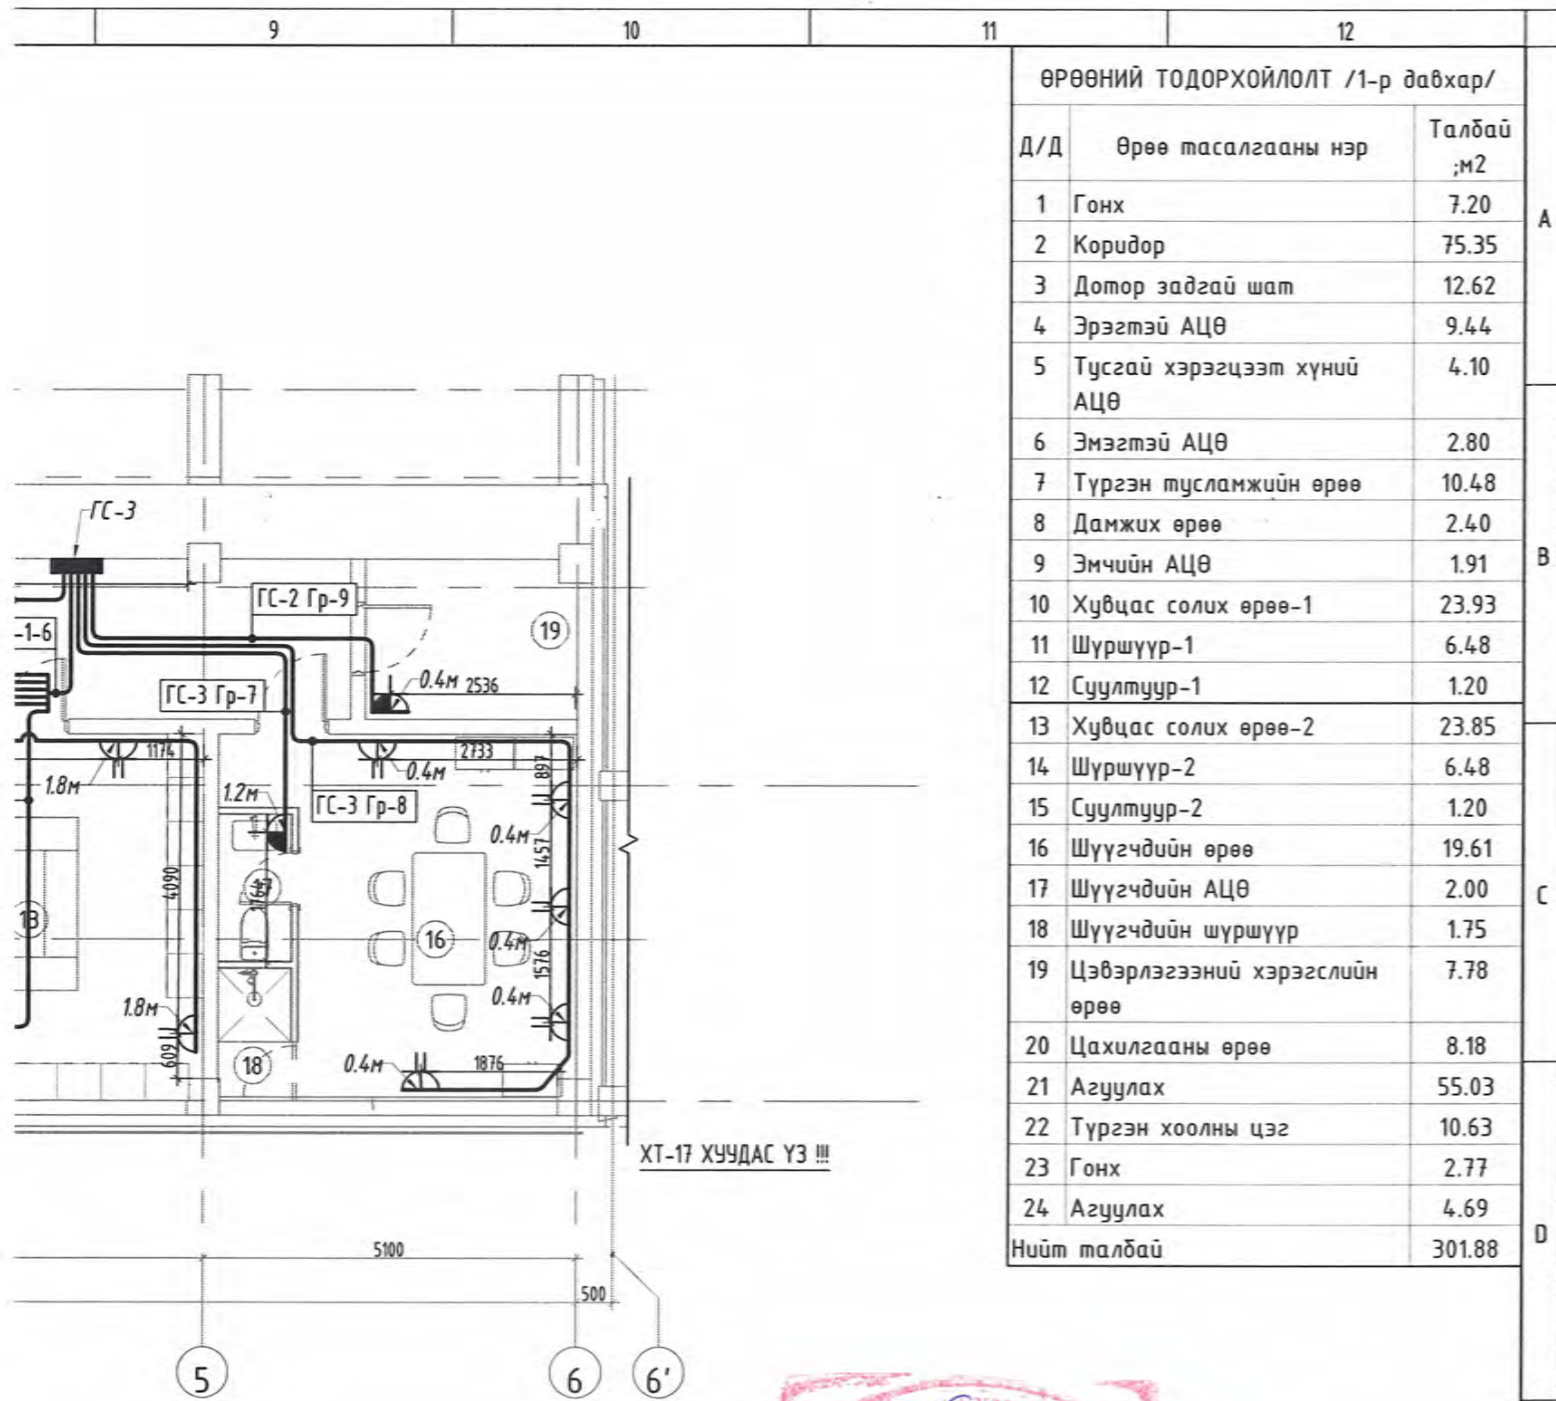 9 10 11 12
ӨРӨӨНИЙ ТОДОРХОЙЛОЛТ /1-р давхар/
Д/Д Өрөө тасалгааны нэр Талбай ;м2
1 Гонх 7.20
2 Коридор 75.35
3 Дотор задгай шат 12.62
4 Эрэгтэй АЦӨ 9.44
5 Тусгай хэрэгцээт хүний 4.10
АЦӨ
6 Эмэгтэй АЦӨ 2.80
7 Түргэн тусламжийн өрөө 10.48
8 Дамжих өрөө 2.40
9 Эмчийн АЦӨ 1.91
10 Хувцас солих өрөө-1 23.93
11 Шүршүүр-1 6.48
12 Суултуур-1 1.20
13 Хувцас солих өрөө-2 23.85
14 Шүршүүр-2 6.48
15 Суултуур-2 1.20
16 Шүүгчдийн өрөө 19.61
17 Шүүгчдийн АЦӨ 2.00
18 Шүүгчдийн шүршүүр 1.75
19 Цэвэрлэгээний хэрэгслийн 7.78
өрөө
20 Цахилгааны өрөө 8.18
21 Агуулах 55.03
22 Түргэн хоолны цэг 10.63
23 Гонх 2.77
24 Агуулах 4.69
Нийт талбай 301.88
A
B
C
D
ГС-3
ГС-2 Гр-9
19
-1-6
ГС-3 Гр-7
0.4м 2536
1174
1.8м
1.2м
0.4м
2733
897
ГС-3 Гр-8
0.4м
1457
4090
17
13
16
0.4м
1576
0.4м
1.8м
609
18
0.4м
1876
ХТ-17 ХУУДАС ҮЗ !!!
5100
500
5
6
6'